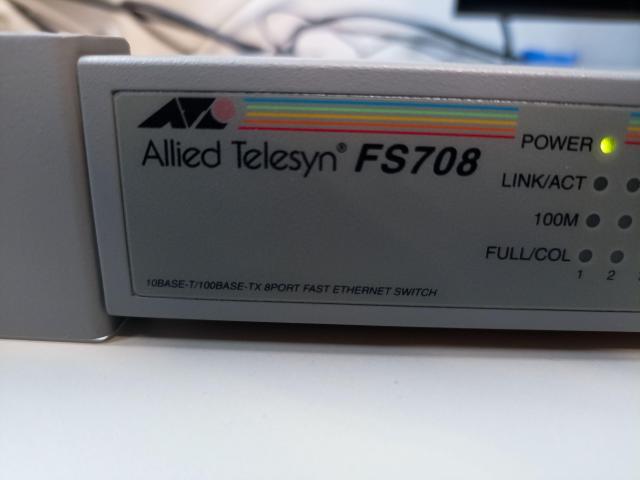 Allied Telesyn® FS708
POWER
LINK/ACT
100M
FULL/COL
1 2
10BASE-T/100BASE-TX 8PORT FAST ETHERNET SWITCH